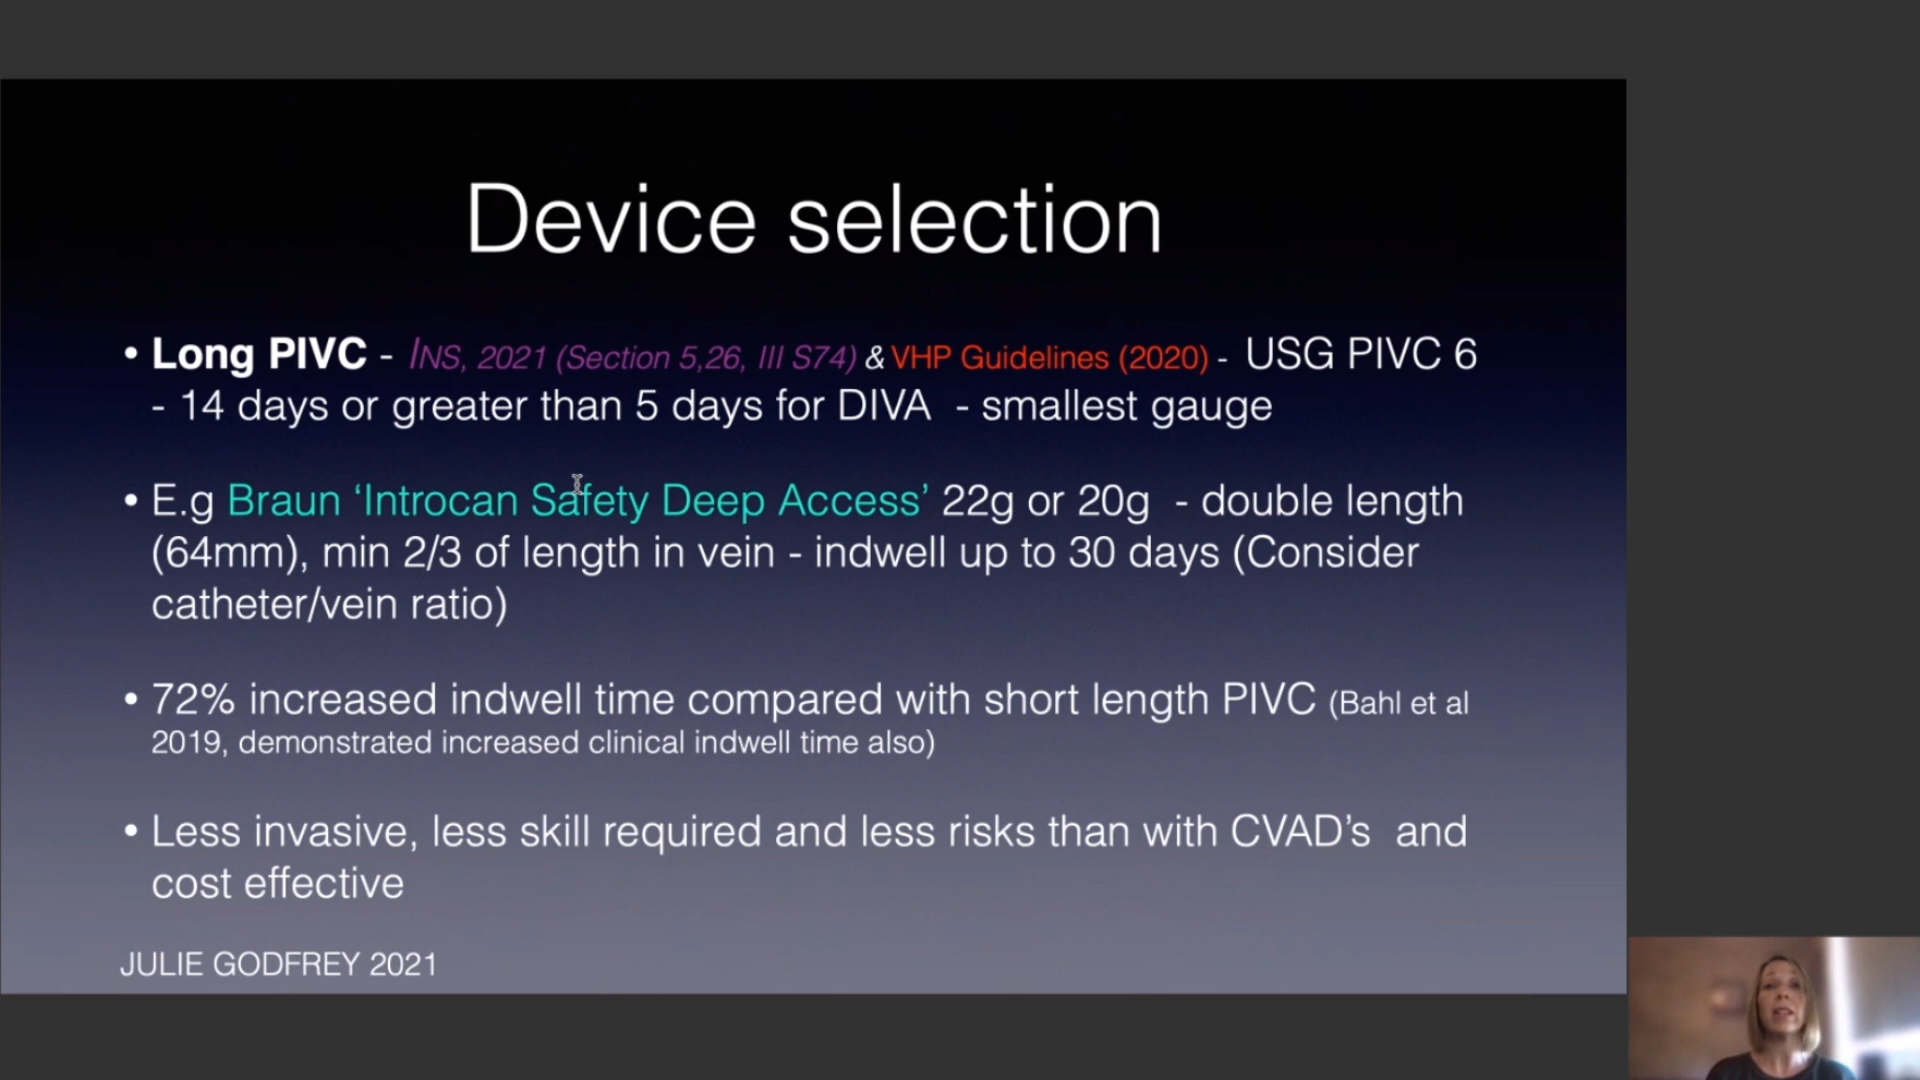 Device selection
• Long PIVC - INS, 2021 (Section 5,26, III S74) & VHP Guidelines (2020) - USG PIVC 6
- 14 days or greater than 5 days for DIVA - smallest gauge
• E.g Braun ‘Introcan Safety Deep Access’ 22g or 20g - double length
(64mm), min 2/3 of length in vein - indwell up to 30 days (Consider
catheter/vein ratio)
• 72% increased indwell time compared with short length PIVC (Bahl et al
2019, demonstrated increased clinical indwell time also)
• Less invasive, less skill required and less risks than with CVAD’s and
cost effective
JULIE GODFREY 2021